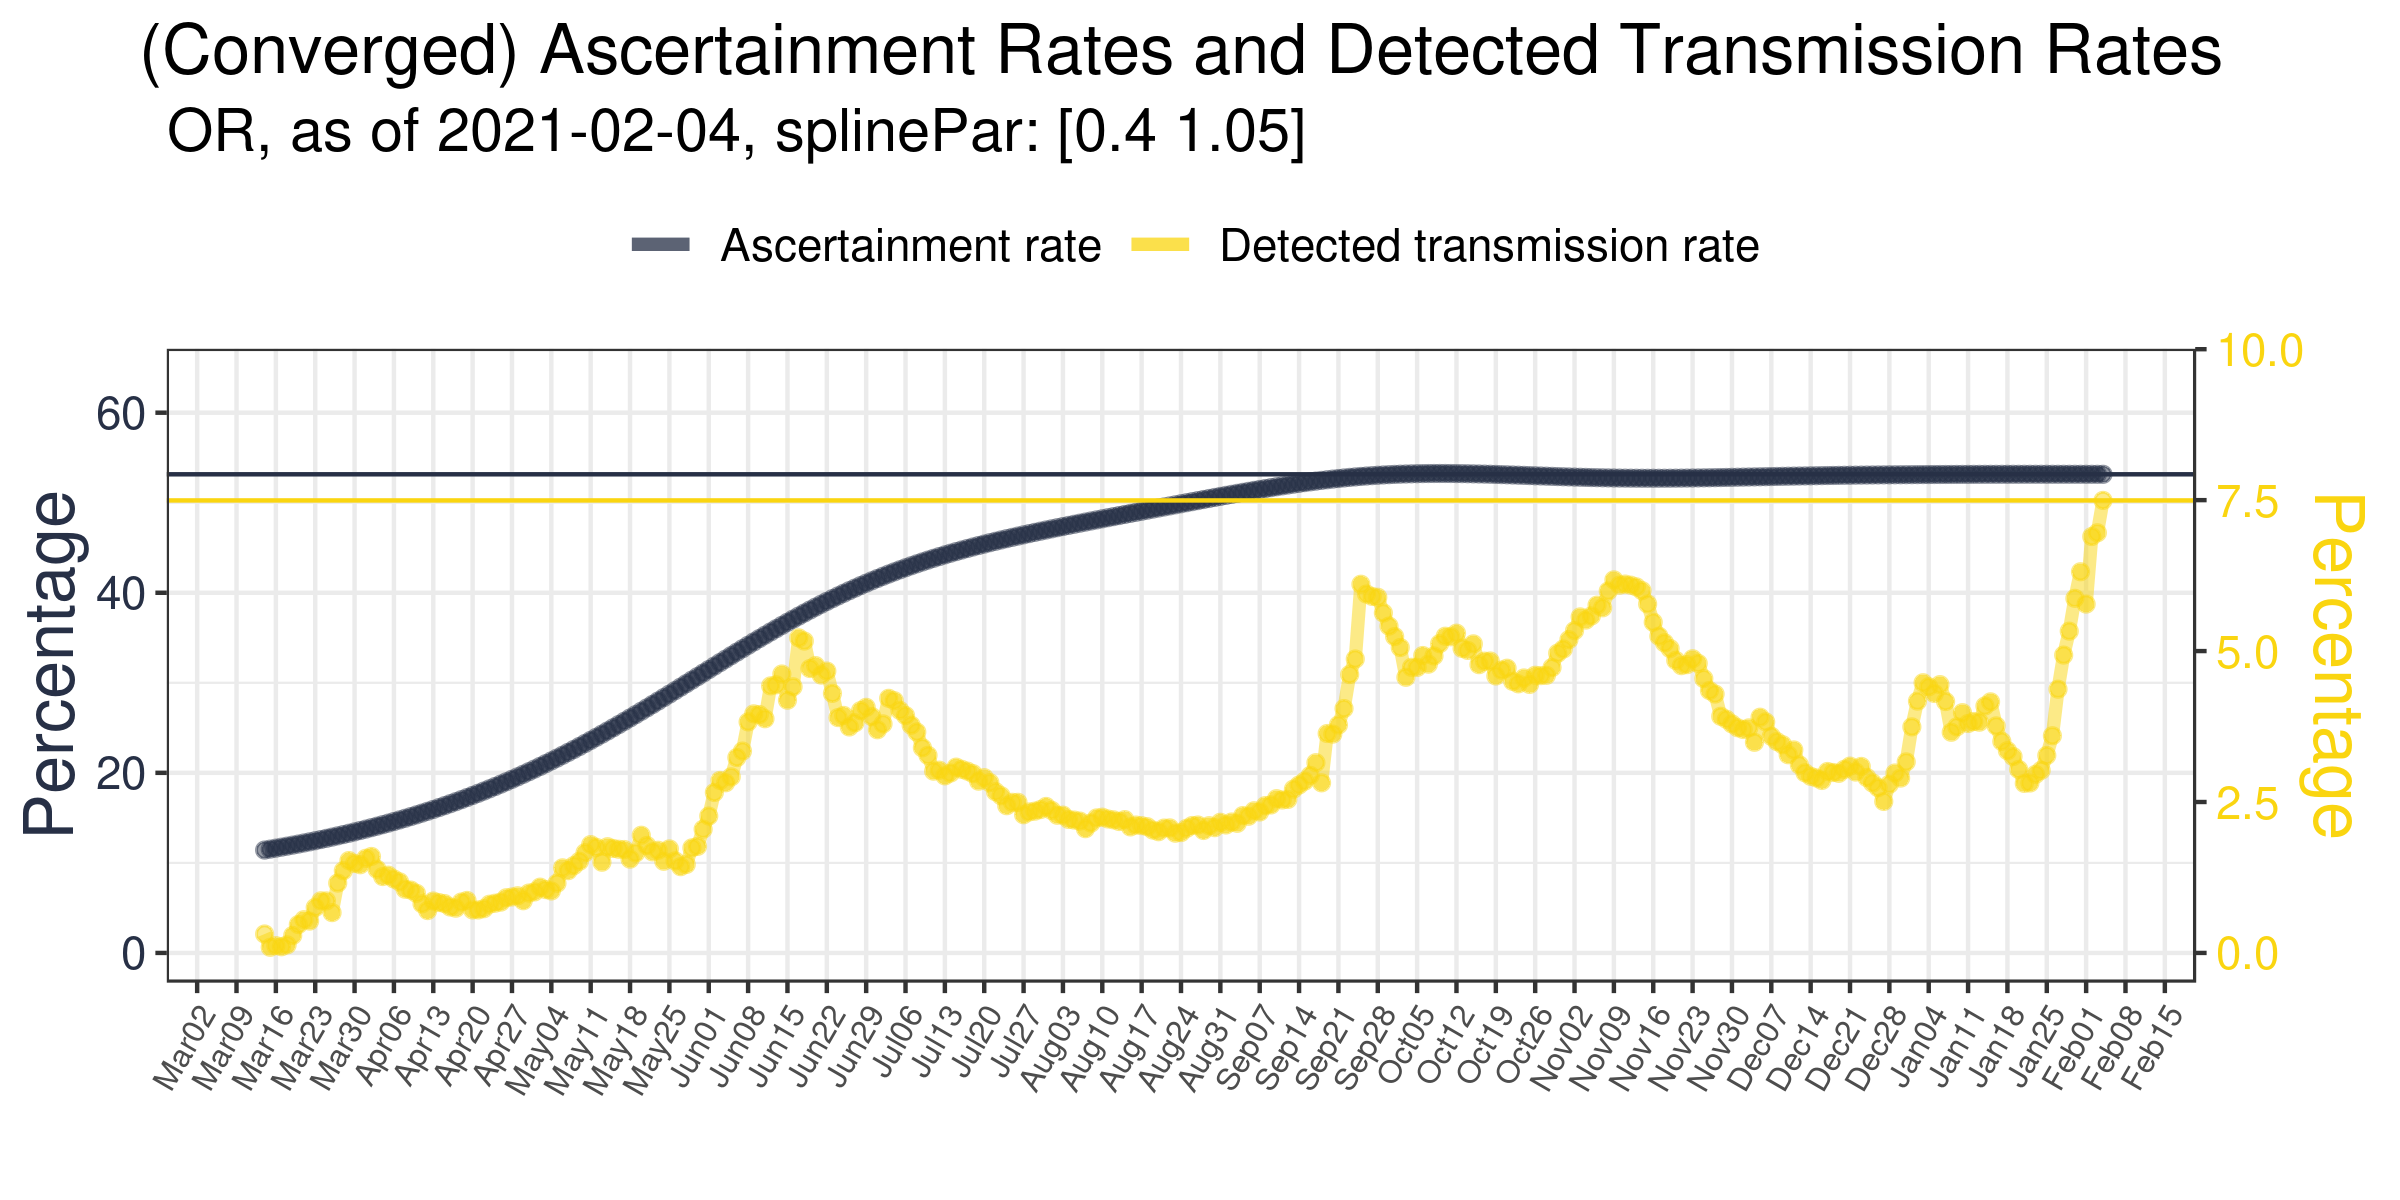 (Converged) Ascertainment Rates and Detected Transmission Rates
OR, as of 2021-02-04, splinePar: [0.4 1.05]
Ascertainment rate Detected transmission rate
Percentage
60
40
20
0
10.0
7.5
5.0
2.5
0.0
Percentage
Mar02
Mar09
Mar16
Mar23
Mar30
Apr06
Apr13
Apr20
Apr27
May04
May11
May18
May25
Jun01
Jun08
Jun15
Jun22
Jun29
Jul06
Jul13
Jul20
Jul27
Aug03
Aug10
Aug17
Aug24
Aug31
Sep07
Sep14
Sep21
Sep28
Oct05
Oct12
Oct19
Oct26
Nov02
Nov09
Nov16
Nov23
Nov30
Dec07
Dec14
Dec21
Dec28
Jan04
Jan11
Jan18
Jan25
Feb01
Feb08
Feb15